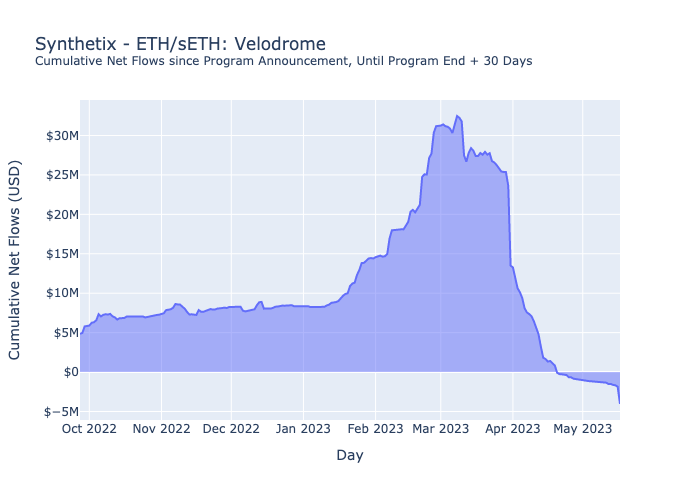 Synthetix - ETH/sETH: Velodrome
Cumulative Net Flows since Program Announcement, Until Program End + 30 Days
Cumulative Net Flows (USD)
$30M
$25M
$20M
$15M
$10M
$5M
$0
$−5M
Oct 2022 Nov 2022 Dec 2022 Jan 2023 Feb 2023 Mar 2023 Apr 2023 May 2023
Day